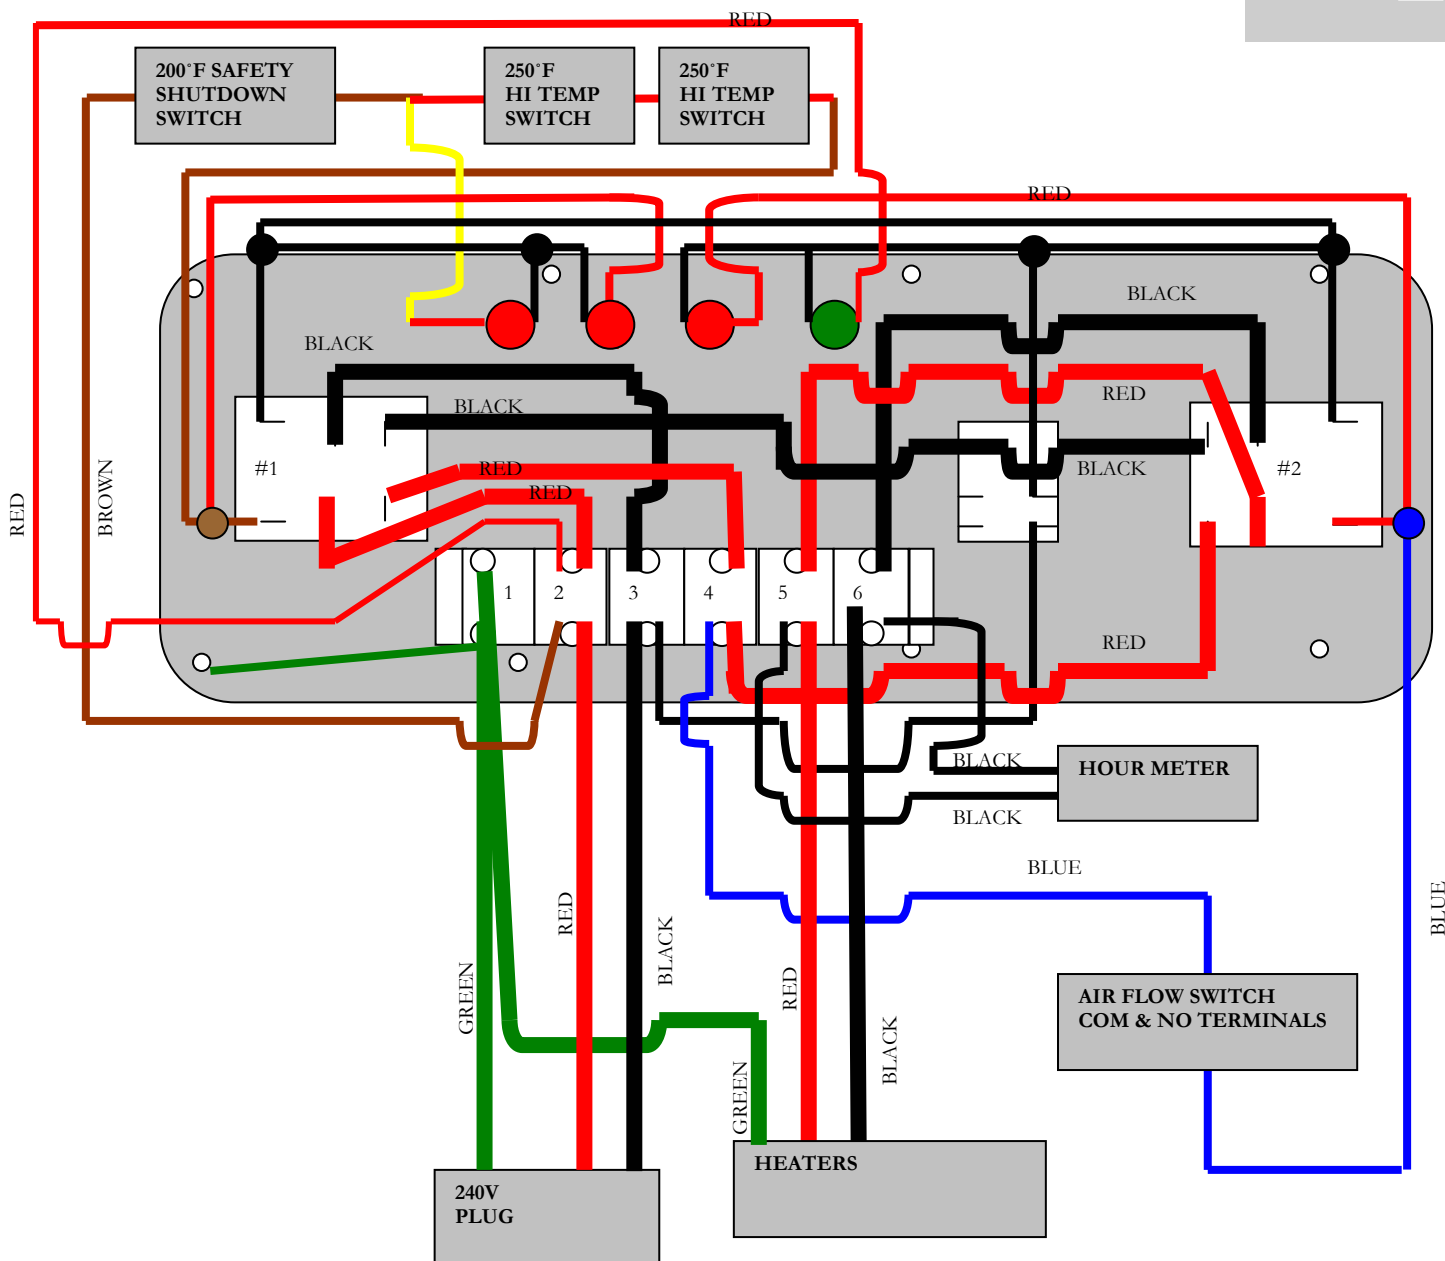 RED
200°F SAFETY
SHUTDOWN
SWITCH
250°F
HI TEMP
SWITCH
250°F
HI TEMP
SWITCH
RED
BLACK
BLACK
RED
BLACK
#1
RED
BLACK
#2
RED
RED
BROWN
1
2
3
4
5
6
RED
BLACK
HOUR METER
BLACK
BLUE
BLUE
RED
BLACK
GREEN
RED
AIR FLOW SWITCH
COM & NO TERMINALS
BLACK
GREEN
HEATERS
240V
PLUG